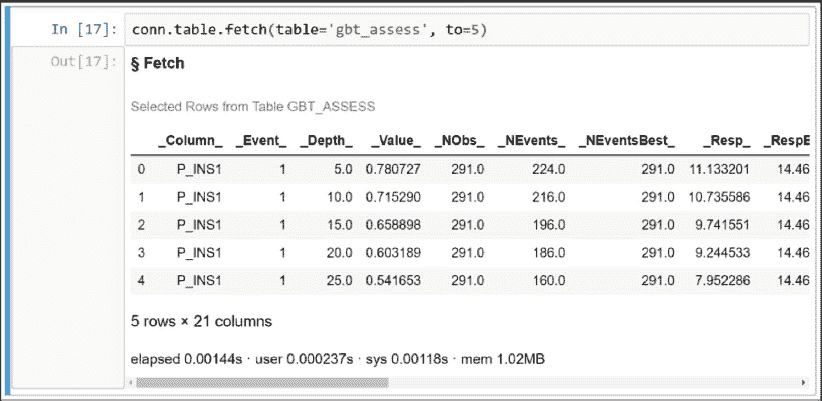 In [17]: conn.table.fetch(table='gbt_assess', to=5)
Out[17]: § Fetch
Selected Rows from Table GBT_ASSESS
_Column_ _Event_ _Depth_ _Value_ _NObs_ _NEvents_ _NEventsBest_ _Resp_ _RespE
0 P_INS1 1 5.0 0.780727 291.0 224.0 291.0 11.133201 14.46
1 P_INS1 1 10.0 0.715290 291.0 216.0 291.0 10.735586 14.46
2 P_INS1 1 15.0 0.658898 291.0 196.0 291.0 9.741551 14.46
3 P_INS1 1 20.0 0.603189 291.0 186.0 291.0 9.244533 14.46
4 P_INS1 1 25.0 0.541653 291.0 160.0 291.0 7.952286 14.46
5 rows × 21 columns
elapsed 0.00144s · user 0.000237s · sys 0.00118s · mem 1.02MB